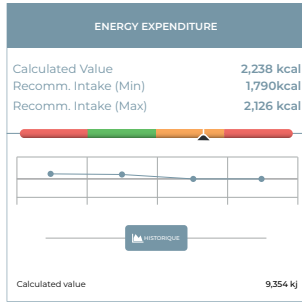 ENERGY EXPENDITURE
Calculated Value 2,238 kcal
Recomm. Intake (Min) 1,790kcal
Recomm. Intake (Max) 2,126 kcal
HISTORIQUE
Calculated value 9,354 kj